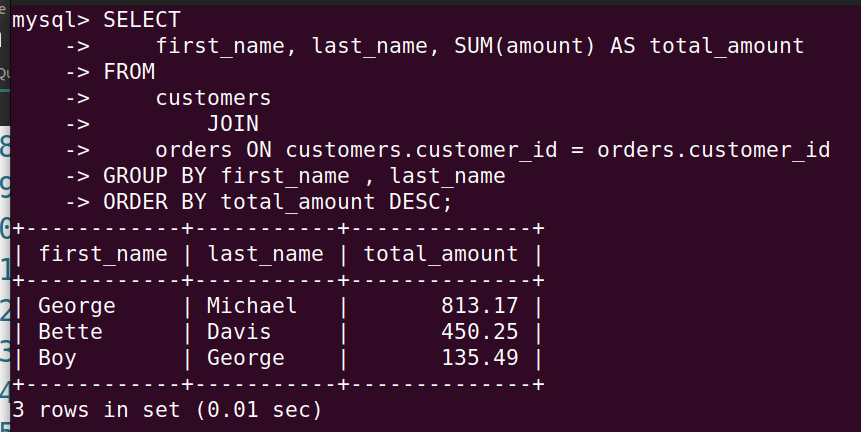 mysql> SELECT
    ->     first_name, last_name, SUM(amount) AS total_amount
    -> FROM
    ->     customers
    ->         JOIN
    ->     orders ON customers.customer_id = orders.customer_id
    -> GROUP BY first_name , last_name
    -> ORDER BY total_amount DESC;
+------------+-----------+--------------+
| first_name | last_name | total_amount |
+------------+-----------+--------------+
| George     | Michael   |       813.17 |
| Bette      | Davis     |       450.25 |
| Boy        | George    |       135.49 |
+------------+-----------+--------------+
3 rows in set (0.01 sec)